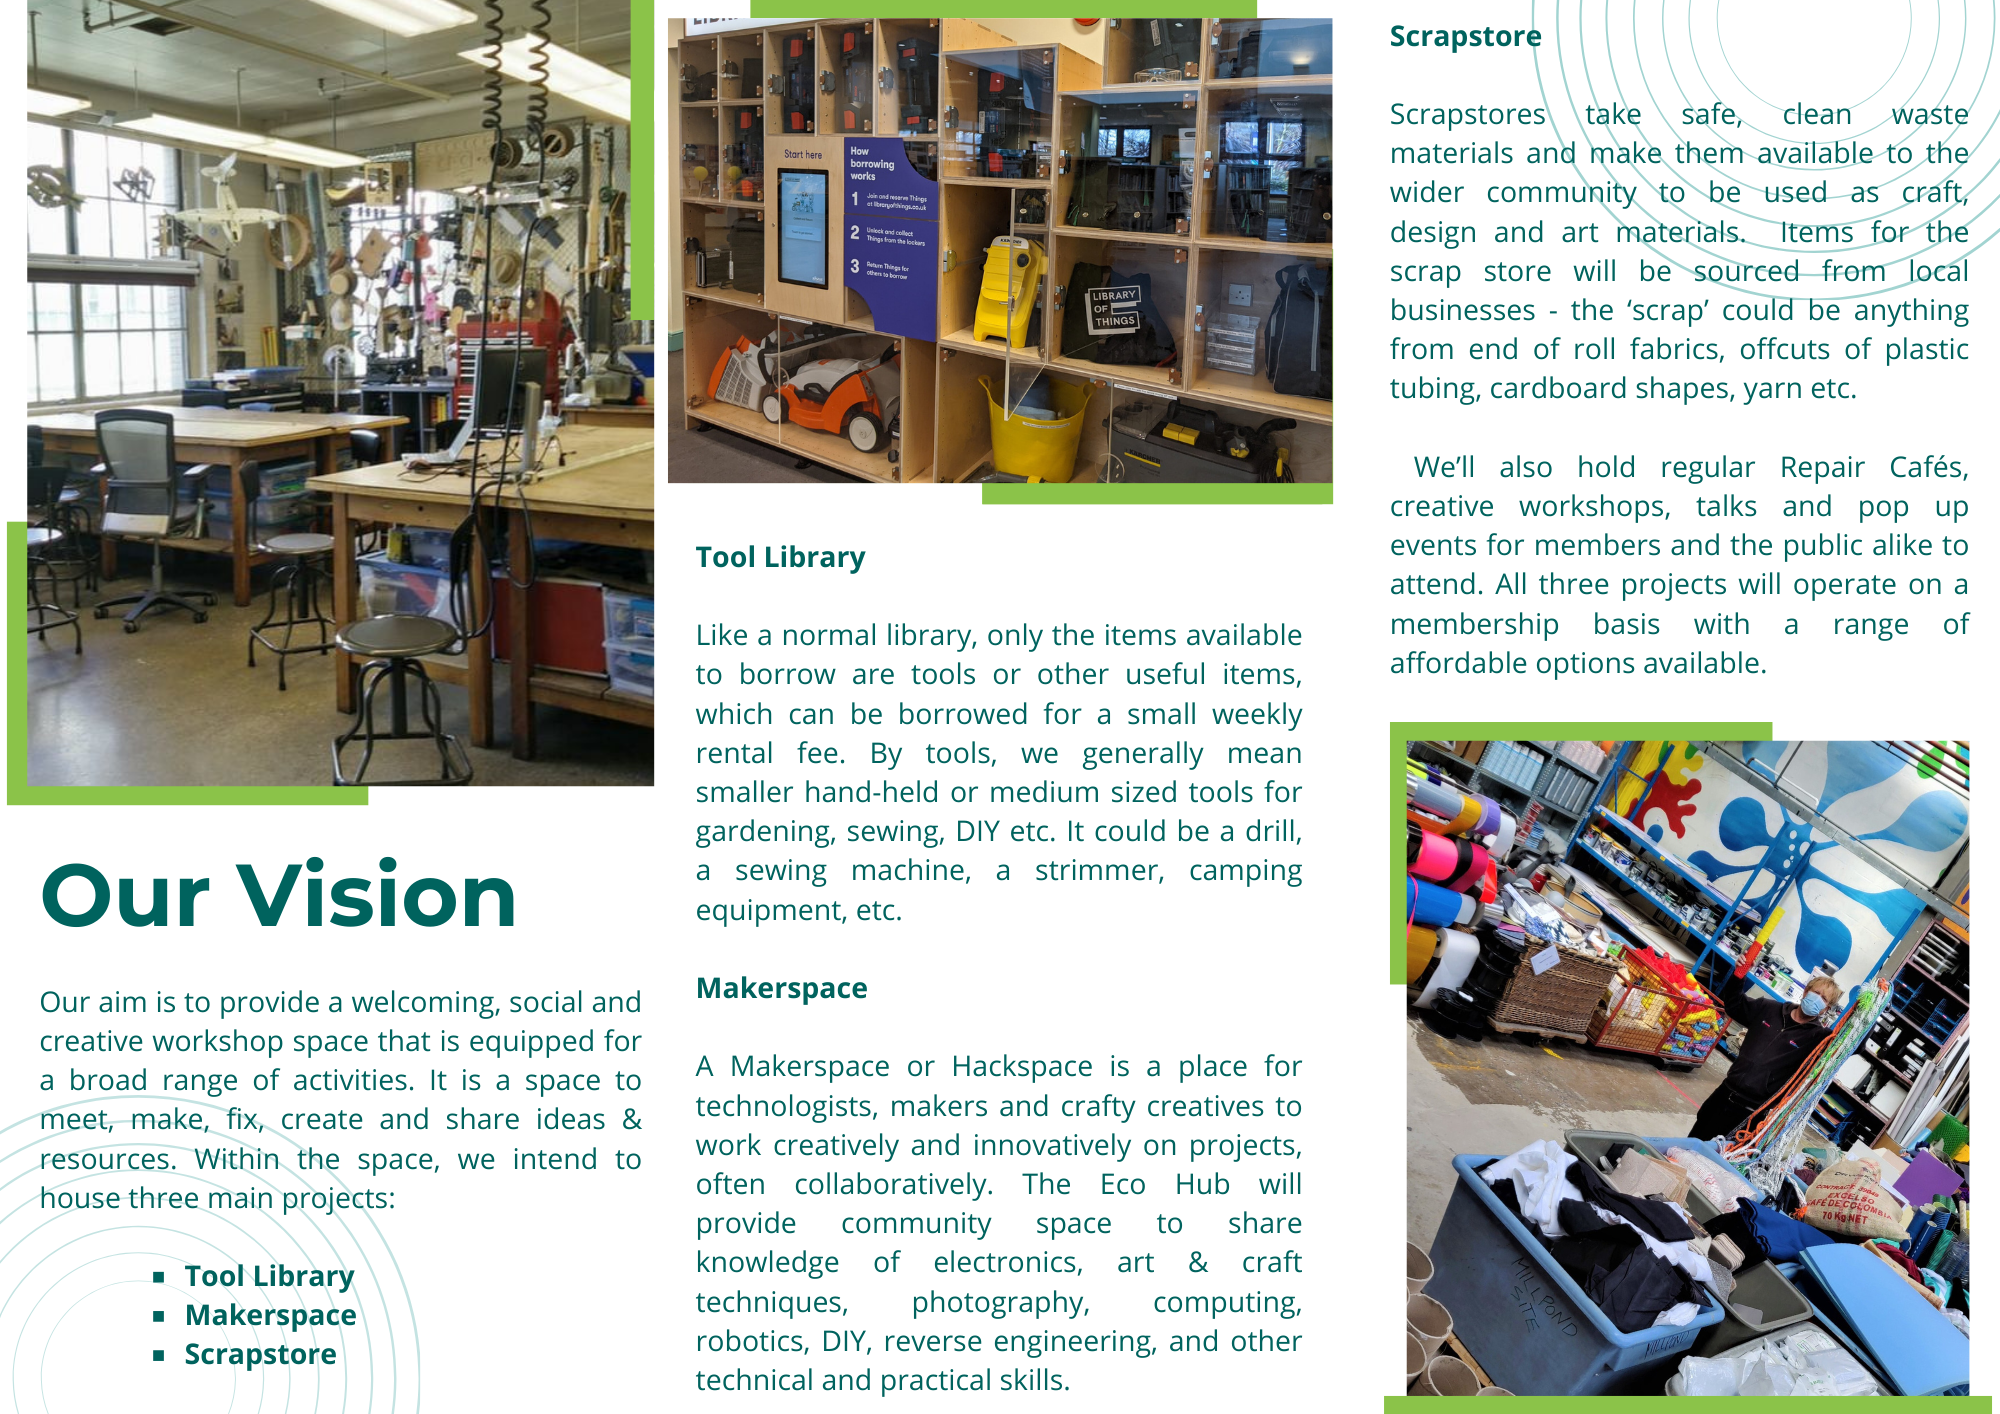 Our Vision
Our aim is to provide a welcoming, social and
creative workshop space that is equipped for
a broad range of activities. It is a space to
meet, make, fix, create and share ideas &
resources. Within the space, we intend to
house three main projects:
▪ Tool Library
▪ Makerspace
▪ Scrapstore
Start here
How
borrowing
works
1 Join and reserve Things
at libraryofthings.co.uk
2 Unlock and collect
Things from the lockers
3 Return Things for
others to borrow
KARCHER
LIBRARY
OF
THINGS
KARCHER
Tool Library
Like a normal library, only the items available
to borrow are tools or other useful items,
which can be borrowed for a small weekly
rental fee. By tools, we generally mean
smaller hand-held or medium sized tools for
gardening, sewing, DIY etc. It could be a drill,
a sewing machine, a strimmer, camping
equipment, etc.
Makerspace
A Makerspace or Hackspace is a place for
technologists, makers and crafty creatives to
work creatively and innovatively on projects,
often collaboratively. The Eco Hub will
provide community space to share
knowledge of electronics, art & craft
techniques, photography, computing,
robotics, DIY, reverse engineering, and other
technical and practical skills.
Scrapstore
Scrapstores take safe, clean waste
materials and make them available to the
wider community to be used as craft,
design and art materials. Items for the
scrap store will be sourced from local
businesses - the ‘scrap’ could be anything
from end of roll fabrics, offcuts of plastic
tubing, cardboard shapes, yarn etc.
We’ll also hold regular Repair Cafés,
creative workshops, talks and pop up
events for members and the public alike to
attend. All three projects will operate on a
membership basis with a range of
affordable options available.
EXCELSO
CAFE DE COLOMBIA
70 Kg NET
MILLPOND
SITE